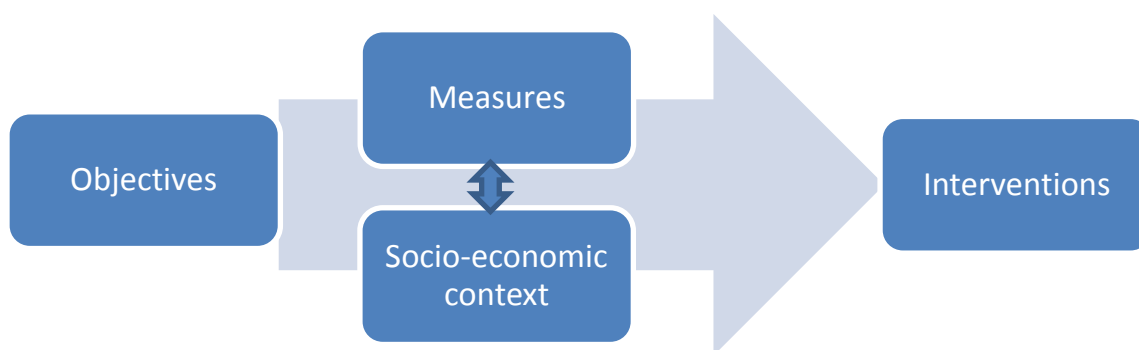 Objectives
Measures
Socio-economic
context
Interventions